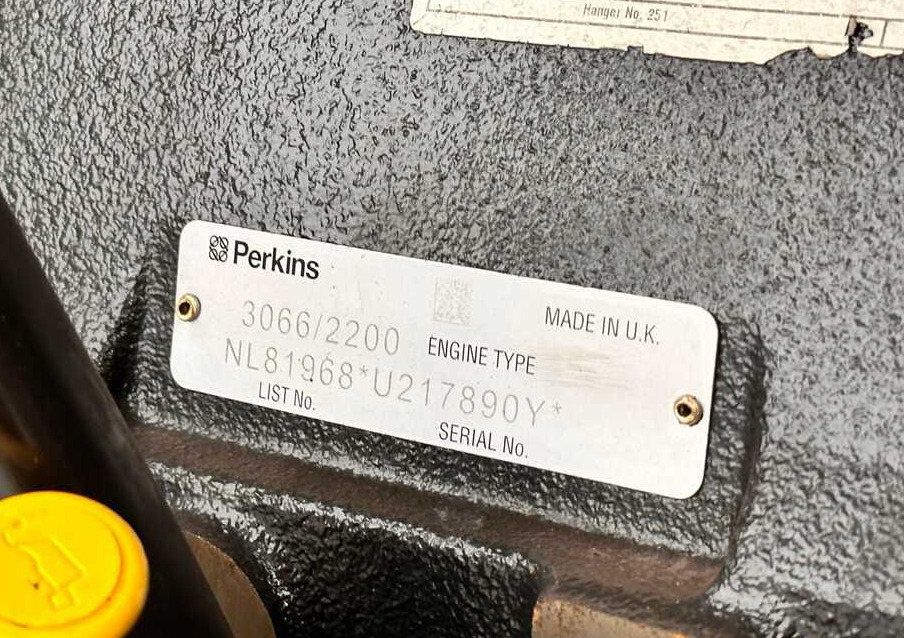 Hanger No. 251
Perkins
MADE IN U.K.
3066/2200
ENGINE TYPE
NL81968*U217890Y*
LIST No.
SERIAL No.